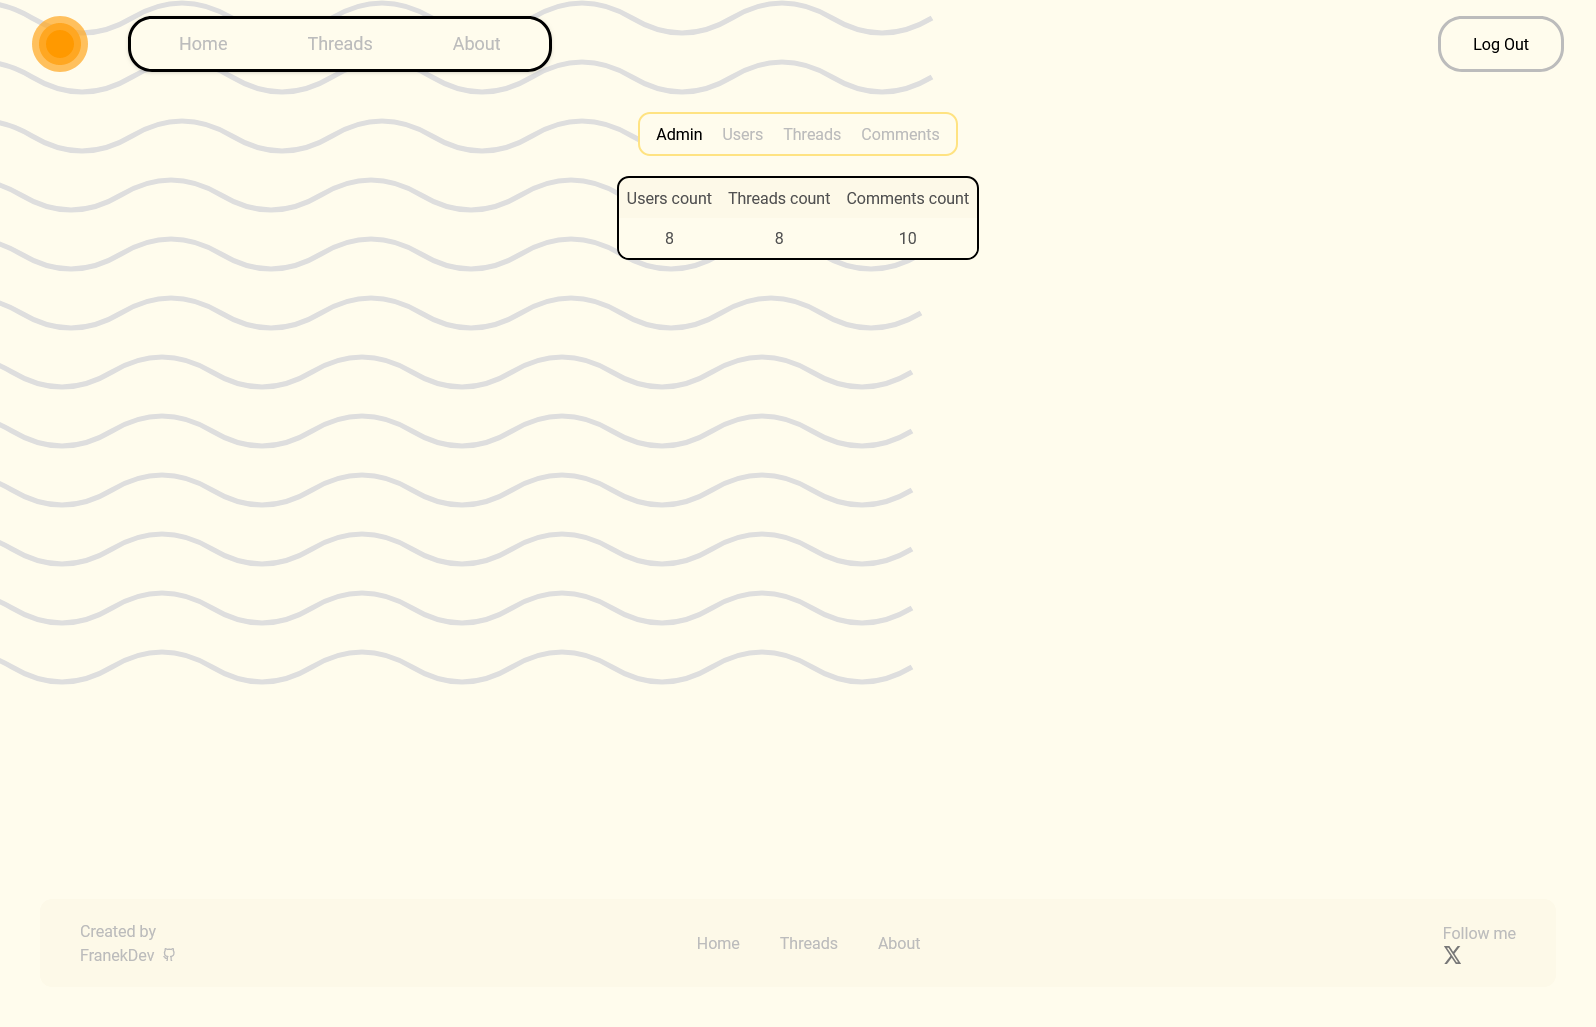 Home Threads About
Log Out
Admin Users Threads Comments
Users count Threads count Comments count
8 8 10
Created by
FranekDev
Home Threads About
Follow me
𝕏